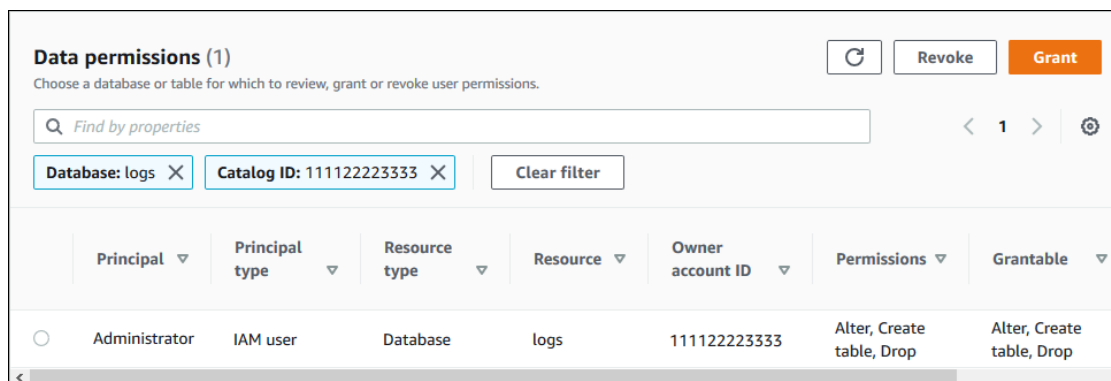 Data permissions (1)
Revoke
Grant
Choose a database or table for which to review, grant or revoke user permissions.
Find by properties
1
Database: logs
Catalog ID: 111122223333
Clear filter
Principal
Principal
type
Resource
type
Resource
Owner
account ID
Permissions
Grantable
Administrator
IAM user
Database
logs
111122223333
Alter, Create
table, Drop
Alter, Create
table, Drop